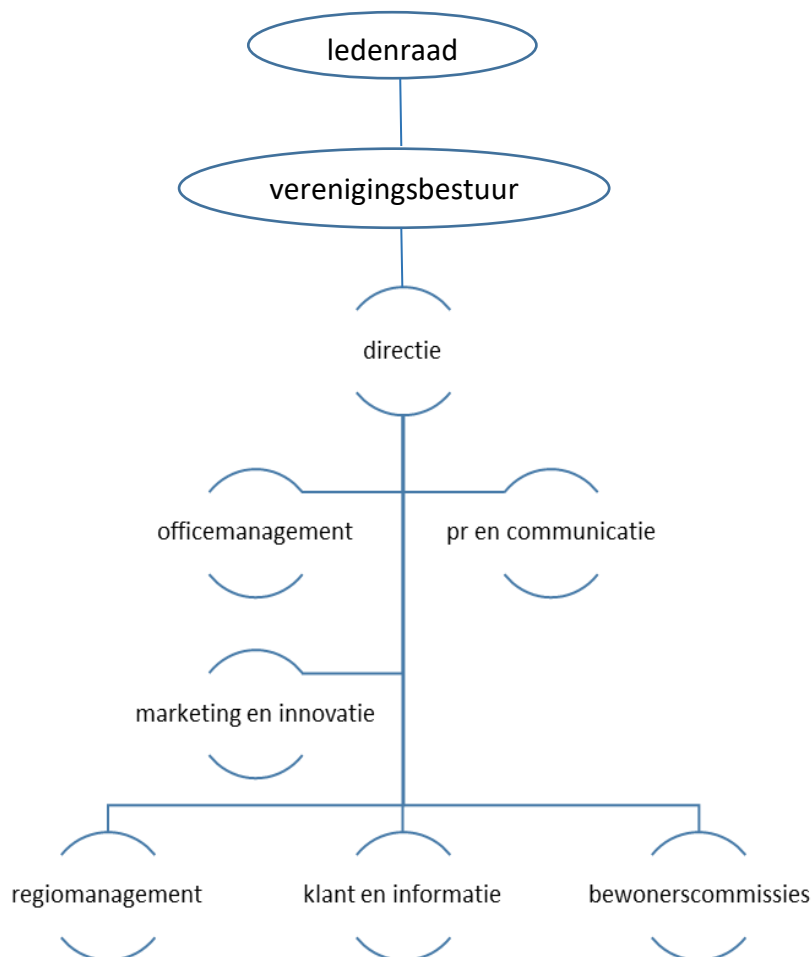 ledenraad
verenigingsbestuur
directie
officemanagement
pr en communicatie
marketing en innovatie
regiomanagement
klant en informatie
bewonerscommissies